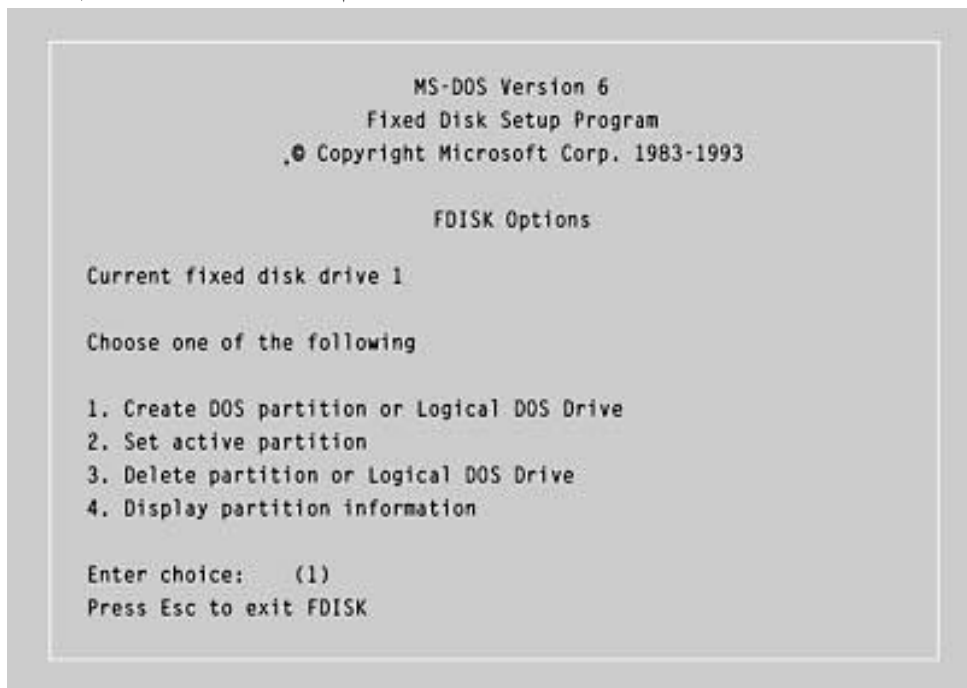 MS-DOS Version 6
Fixed Disk Setup Program
.© Copyright Microsoft Corp. 1983-1993
FDISK Options
Current fixed disk drive 1
Choose one of the following
1. Create DOS partition or Logical DOS Drive
2. Set active partition
3. Delete partition or Logical DOS Drive
4. Display partition information
Enter choice: (1)
Press Esc to exit FDISK